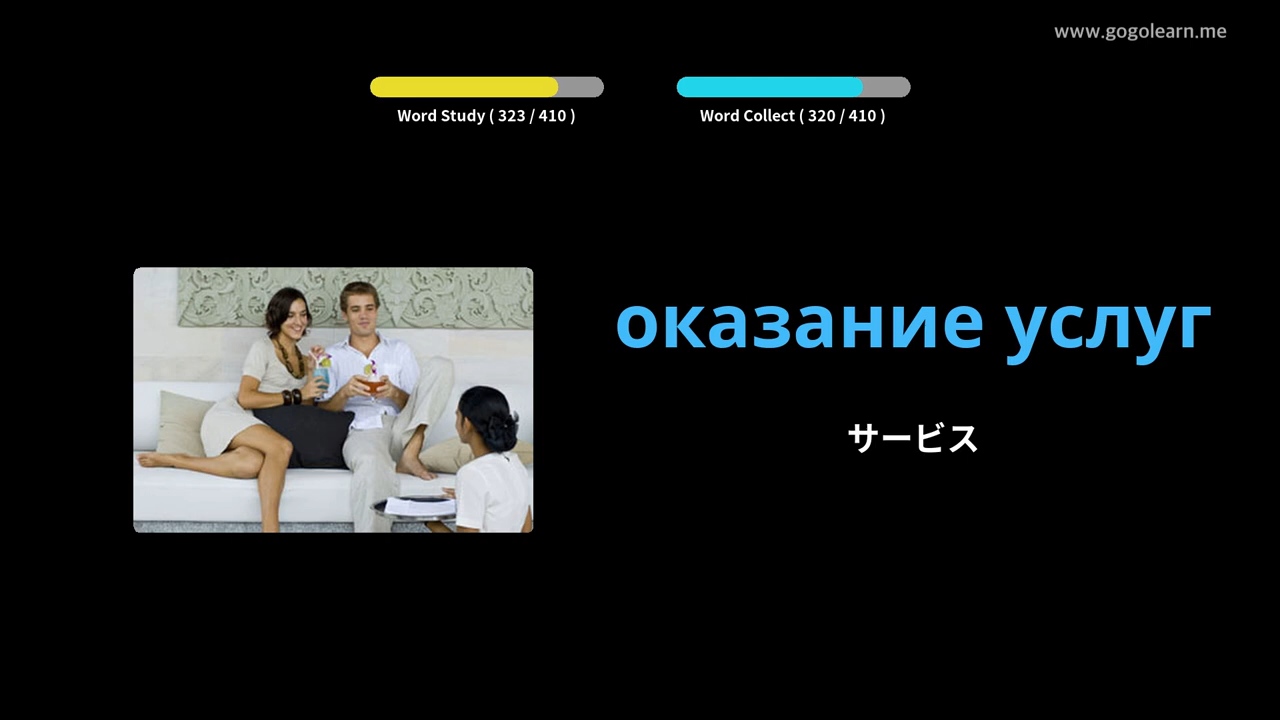 www.gogolearn.me
Word Study ( 323 / 410 )
Word Collect ( 320 / 410 )
оказание услуг
サービス